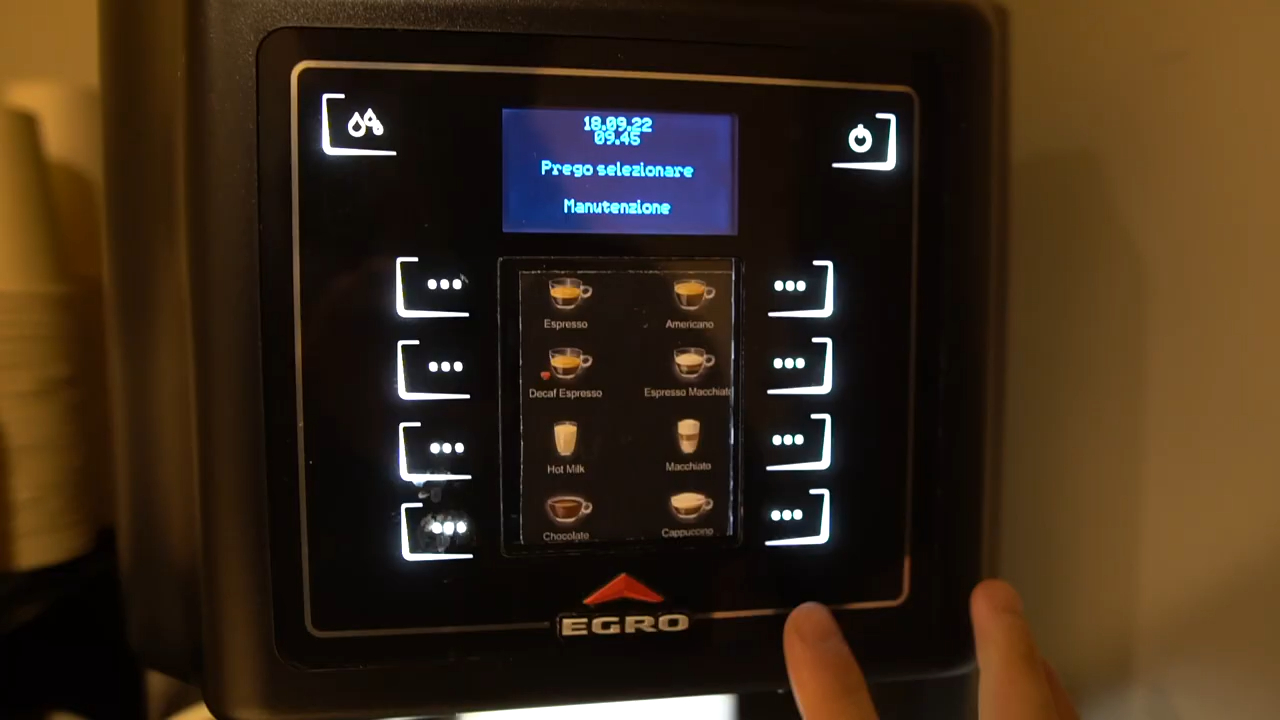 18.09.22
09.45
Prego selezionare
Manutenzione
Espresso
Americano
Decaf Espresso
Espresso Macchiato
Hot Milk
Macchiato
Chocolate
Cappuccino
EGRO